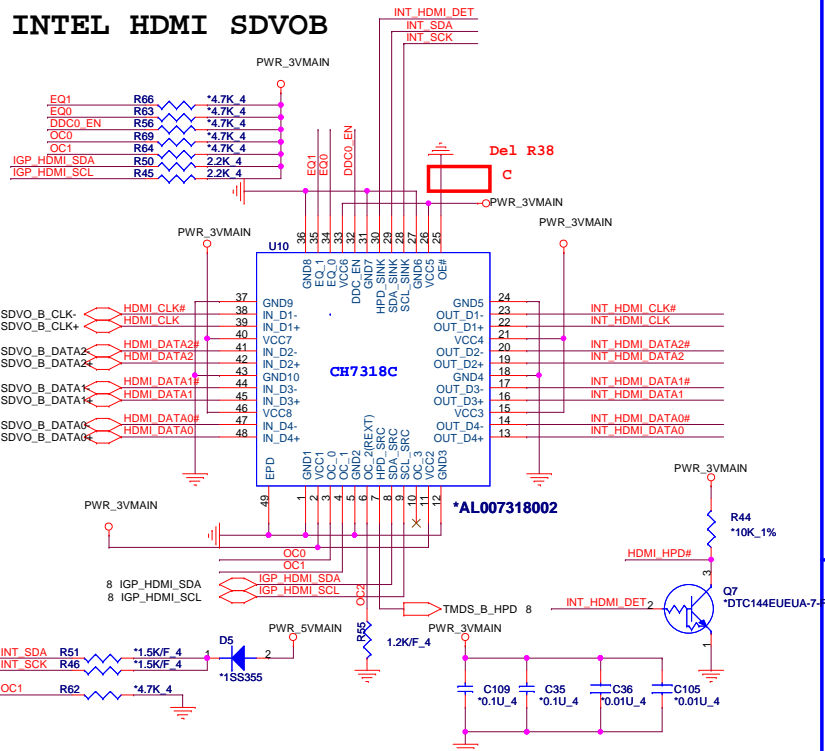 INTEL HDMI SDVOB
INT_HDMI_DET
INT_SDA
INT_SCK
PWR_3VMAIN
EQ1 R66 *4.7K_4
EQ0 R63 *4.7K_4
DDC0_EN R56 *4.7K_4
OC0 R69 *4.7K_4
OC1 R64 *4.7K_4
IGP_HDMI_SDA R50 2.2K_4
IGP_HDMI_SCL R45 2.2K_4
EQ1
EQ0
DDC0_EN
Del R38
C
PWR_3VMAIN
PWR_3VMAIN
PWR_3VMAIN
U10
36 35 34 33 32 31 30 29 28 27 26 25
GND8
EQ_1
EQ_0
VCC6
DDC_EN
GND7
HPD_SINK
SDA_SINK
SCL_SINK
GND6
VCC5
OE#
37 GND9
SDVO_B_CLK- HDMI_CLK# 38 IN_D1-
SDVO_B_CLK+ HDMI_CLK 39 IN_D1+
40 VCC7
SDVO_B_DATA2- HDMI_DATA2# 41 IN_D2-
SDVO_B_DATA2+ HDMI_DATA2 42 IN_D2+
43 GND10
SDVO_B_DATA1- HDMI_DATA1# 44 IN_D3-
SDVO_B_DATA1+ HDMI_DATA1 45 IN_D3+
46 VCC8
SDVO_B_DATA0- HDMI_DATA0# 47 IN_D4-
SDVO_B_DATA0+ HDMI_DATA0 48 IN_D4+
CH7318C
GND5 24
OUT_D1- 23 INT_HDMI_CLK#
OUT_D1+ 22 INT_HDMI_CLK
VCC4 21
OUT_D2- 20 INT_HDMI_DATA2#
OUT_D2+ 19 INT_HDMI_DATA2
GND4 18
OUT_D3- 17 INT_HDMI_DATA1#
OUT_D3+ 16 INT_HDMI_DATA1
VCC3 15
OUT_D4- 14 INT_HDMI_DATA0#
OUT_D4+ 13 INT_HDMI_DATA0
EPD
GND1
VCC1
OC_0
OC_1
GND2
OC_2(REXT)
HPD_SRC
SDA_SRC
SCL_SRC
OC_3
VCC2
GND3
49 1 2 3 4 5 6 7 8 9 10 11 12
*AL007318002
PWR_3VMAIN
OC0
OC1
8 IGP_HDMI_SDA IGP_HDMI_SDA
8 IGP_HDMI_SCL IGP_HDMI_SCL
OC2
TMDS_B_HPD 8
R55
1.2K/F_4
PWR_3VMAIN
R44
*10K_1%
HDMI_HPD#
3
Q7
*DTC144EUEUA-7-F
INT_HDMI_DET 2
1
INT_SDA R51 *1.5K/F_4
INT_SCK R46 *1.5K/F_4
1 D5 2
*1SS355
PWR_5VMAIN
OC1 R62 *4.7K_4
PWR_3VMAIN
C109
*0.1U_4
C35
*0.1U_4
C36
*0.01U_4
C105
*0.01U_4